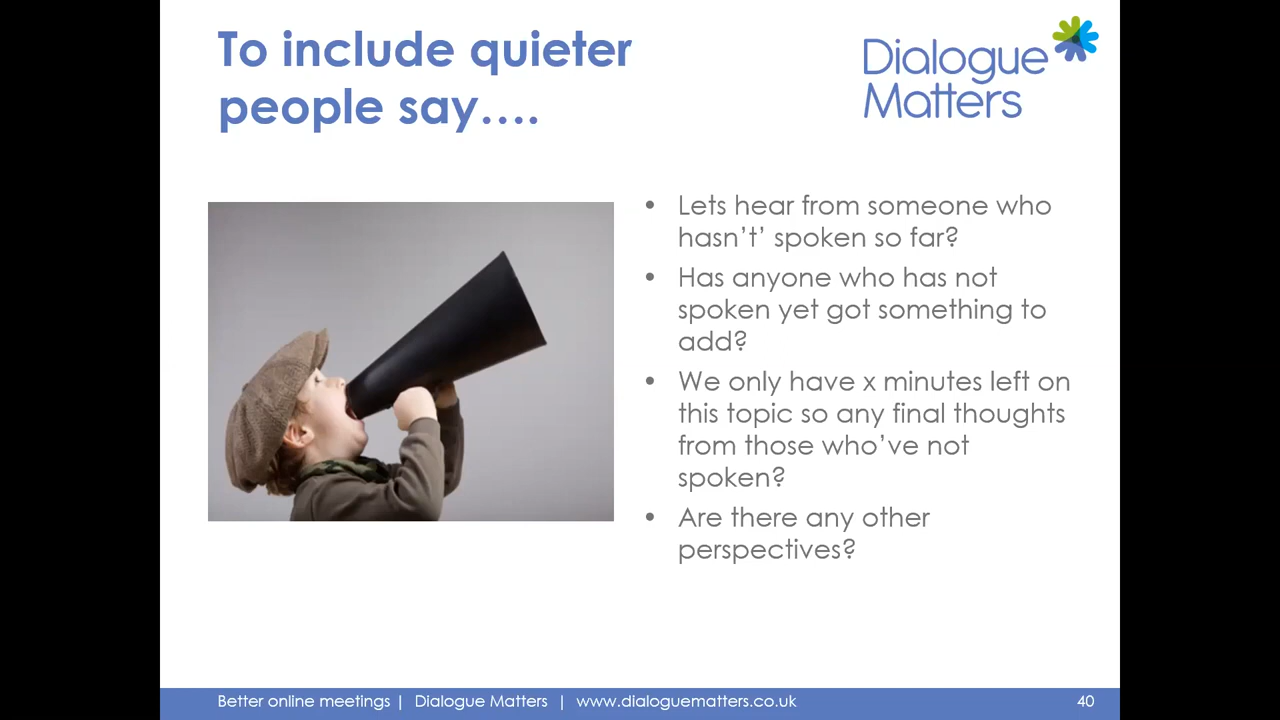 To include quieter
people say….
Dialogue
Matters
• Lets hear from someone who
hasn’t’ spoken so far?
• Has anyone who has not
spoken yet got something to
add?
• We only have x minutes left on
this topic so any final thoughts
from those who’ve not
spoken?
• Are there any other
perspectives?
Better online meetings | Dialogue Matters | www.dialoguematters.co.uk 40